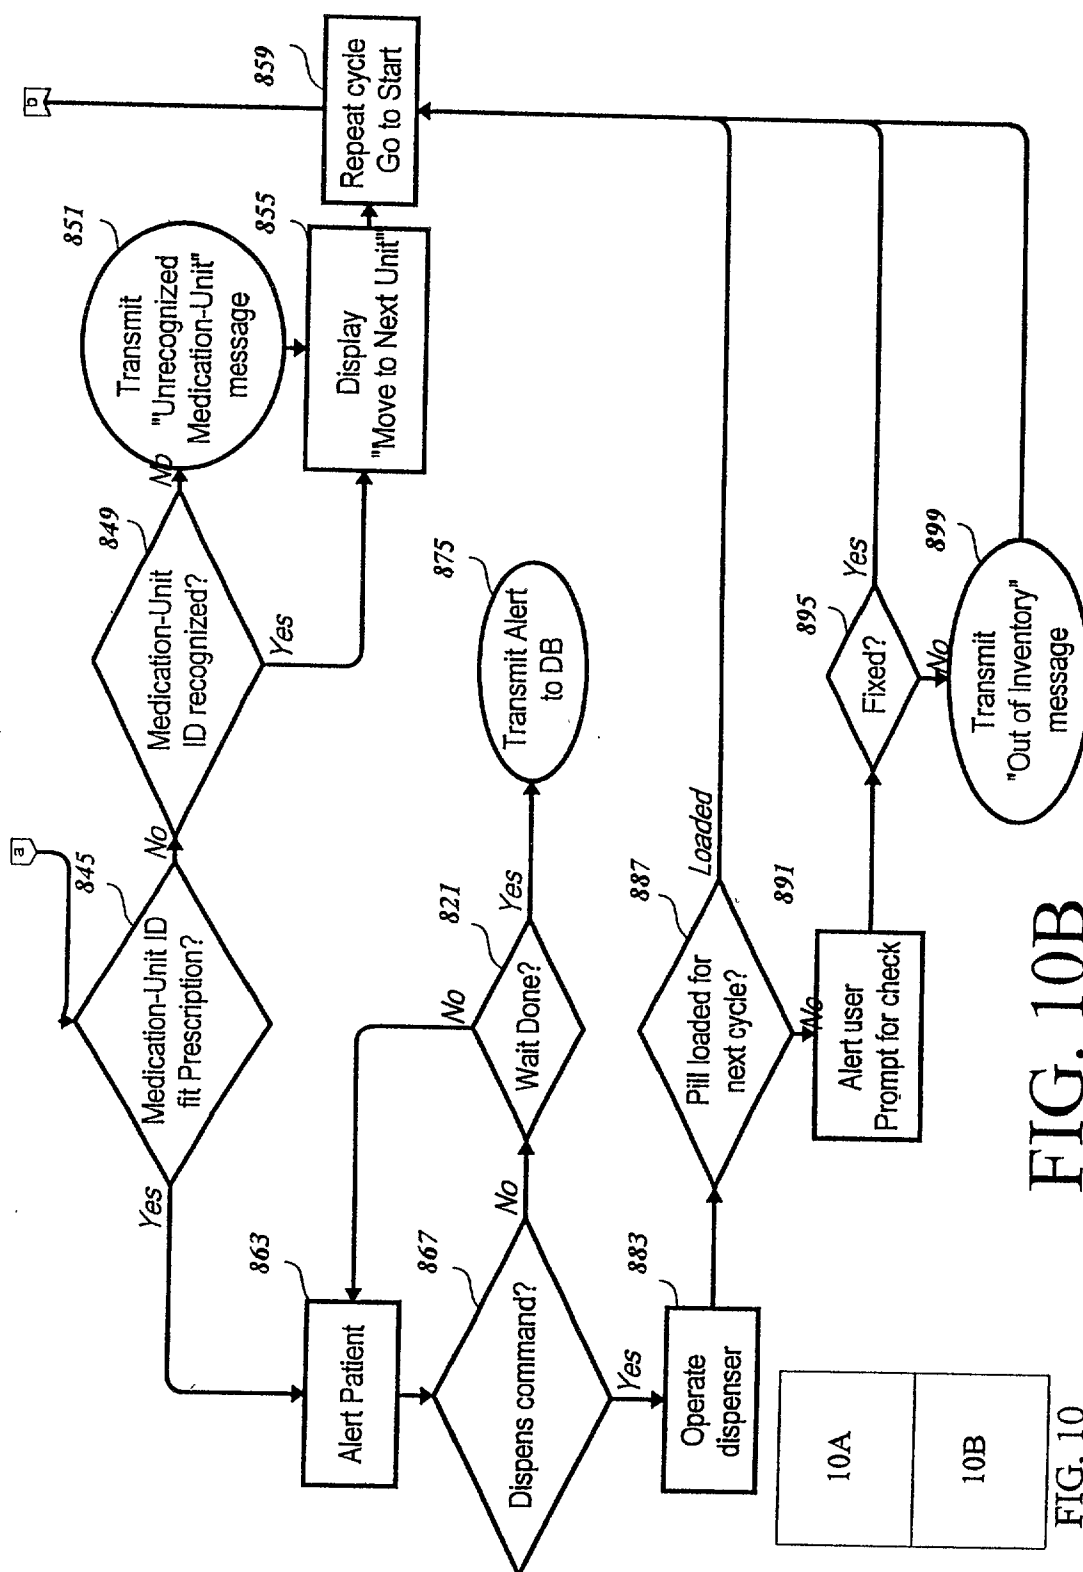 a
845
Medication-Unit ID
fit Prescription?
No
Yes
849
Medication-Unit
ID recognized?
No
Yes
851
Transmit
"Unrecognized
Medication-Unit"
message
855
Display
"Move to Next Unit"
859
Repeat cycle
Go to Start
b
863
Alert Patient
867
Dispens command?
No
Yes
821
Wait Done?
No
Yes
875
Transmit Alert
to DB
883
Operate
dispenser
887
Pill loaded for
next cycle?
Loaded
No
891
Alert user
Prompt for check
895
Fixed?
Yes
No
899
Transmit
"Out of Inventory"
message
10A
10B
FIG. 10
FIG. 10B